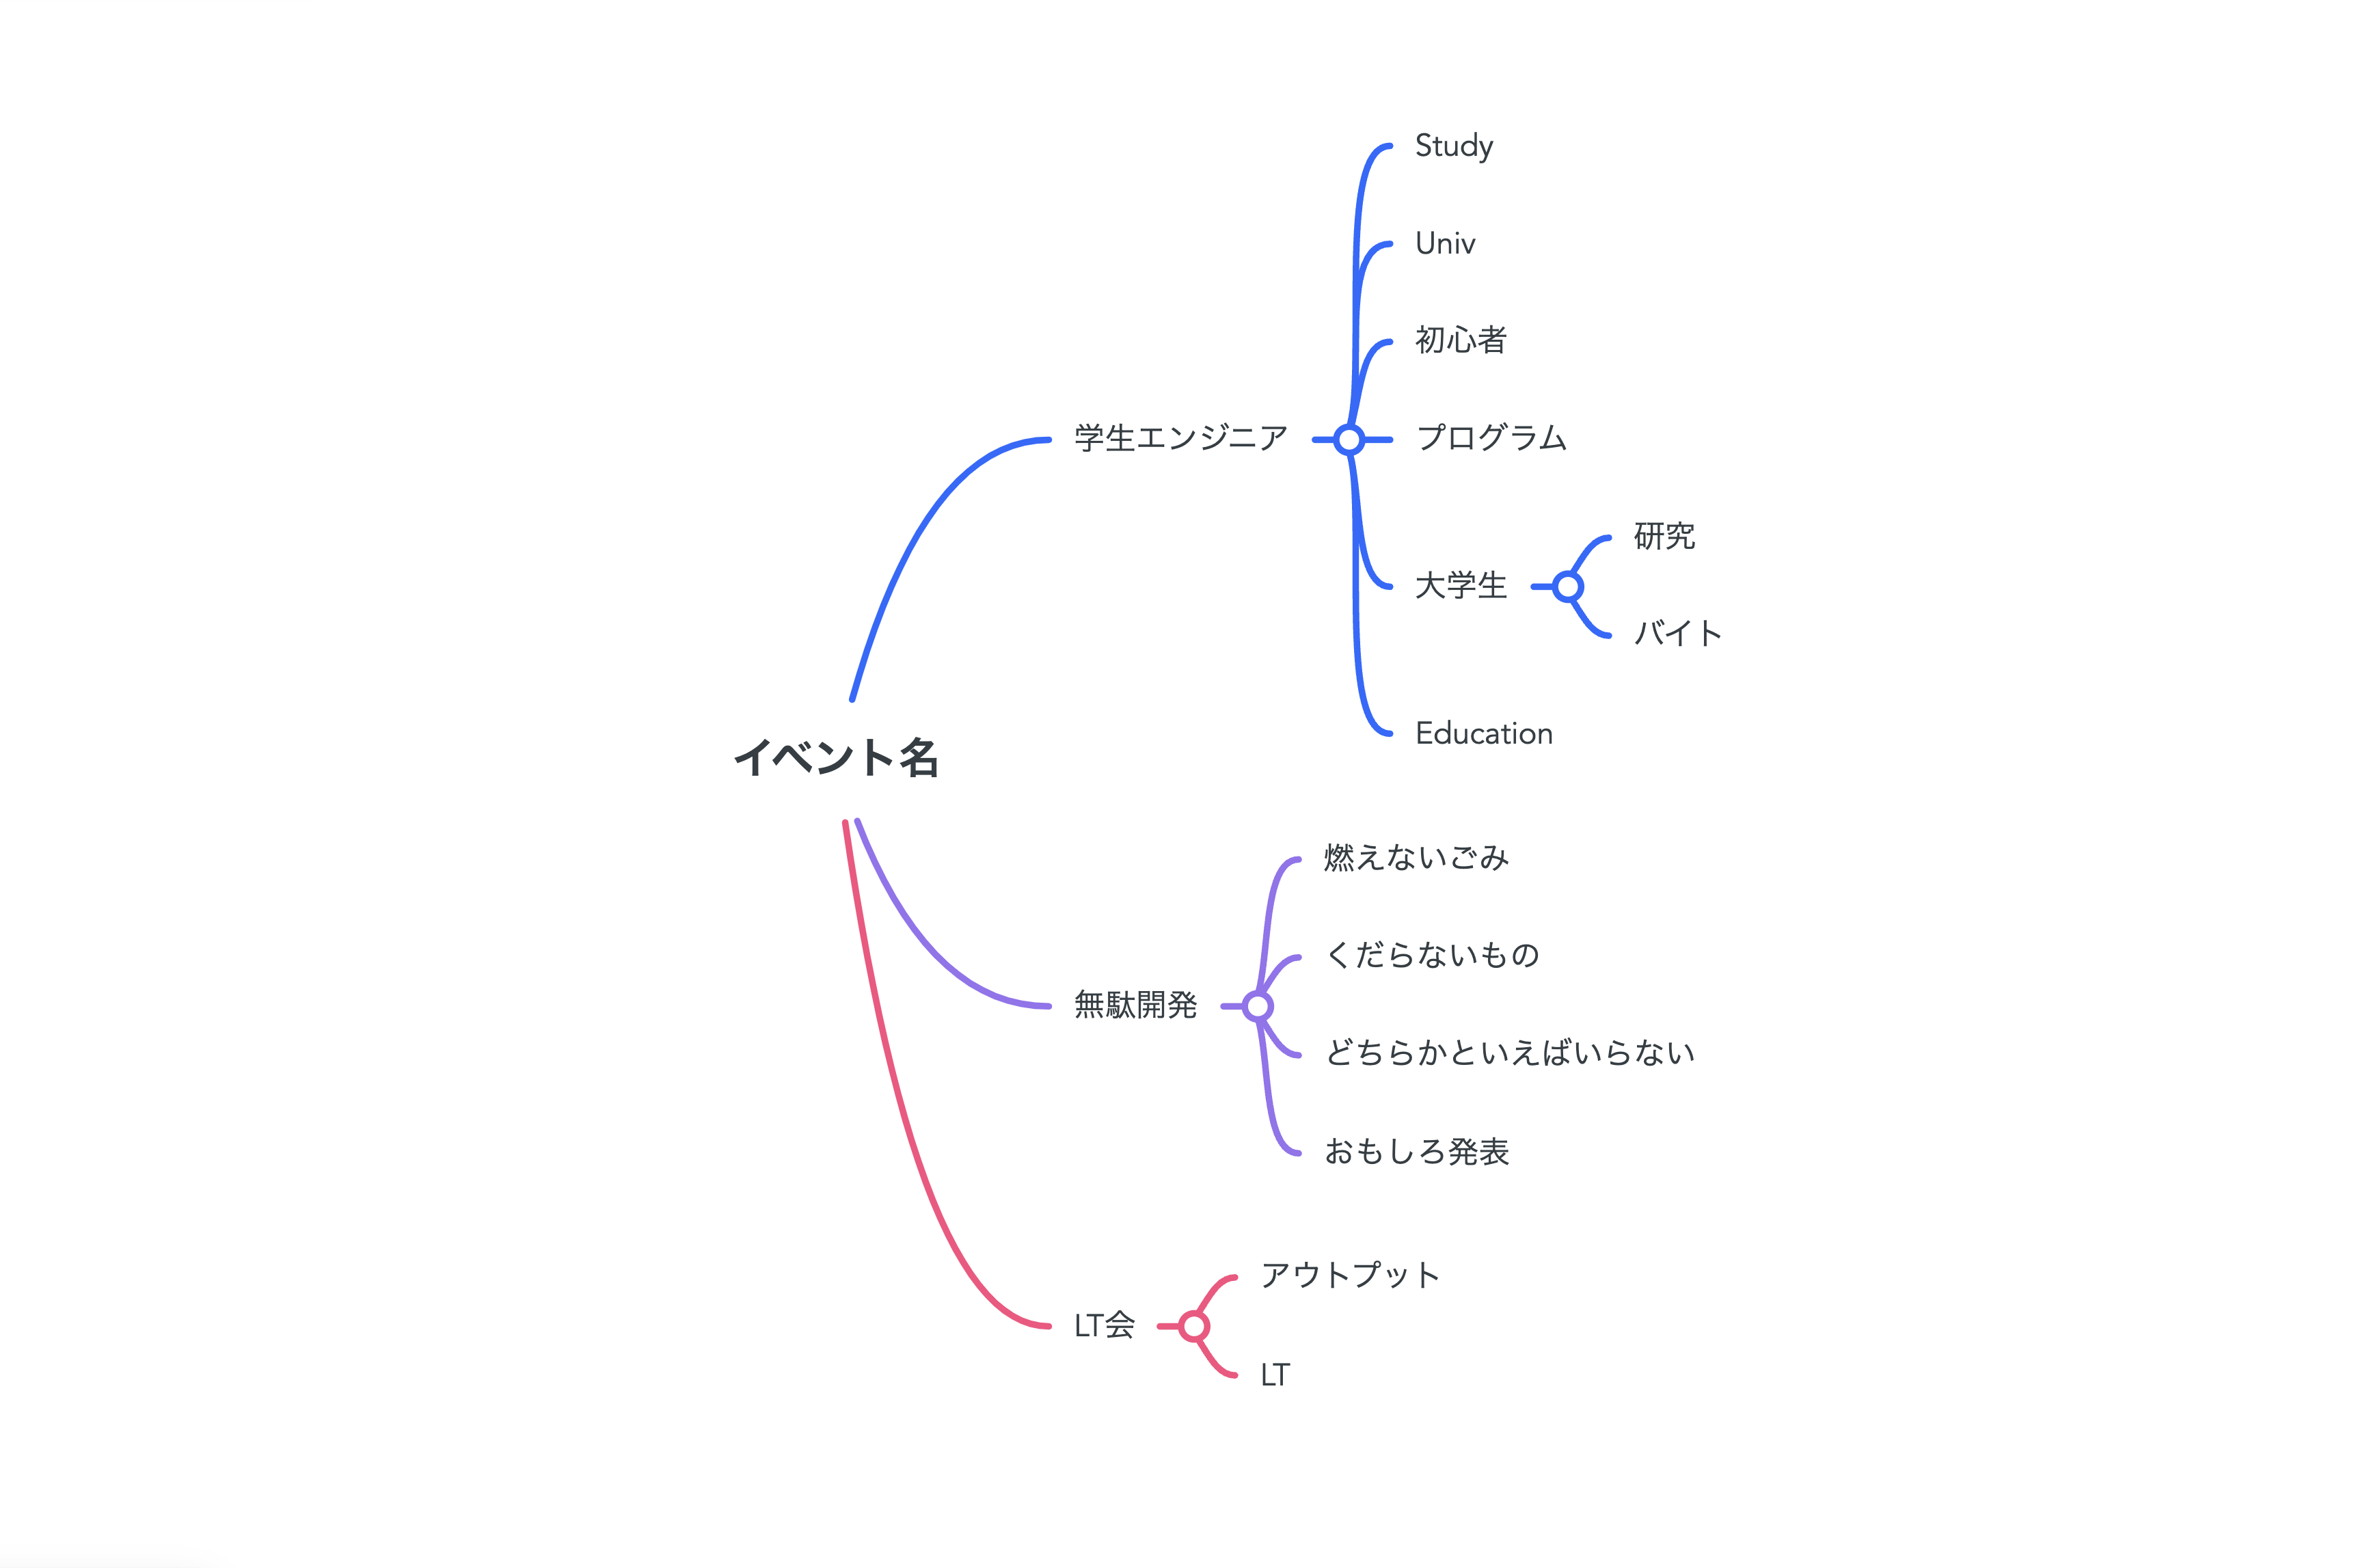 イベント名
学生エンジニア
Study
Univ
初心者
プログラム
大学生
研究
バイト
Education
無駄開発
燃えないごみ
くだらないもの
どちらかといえばいらない
おもしろ発表
LT会
アウトプット
LT